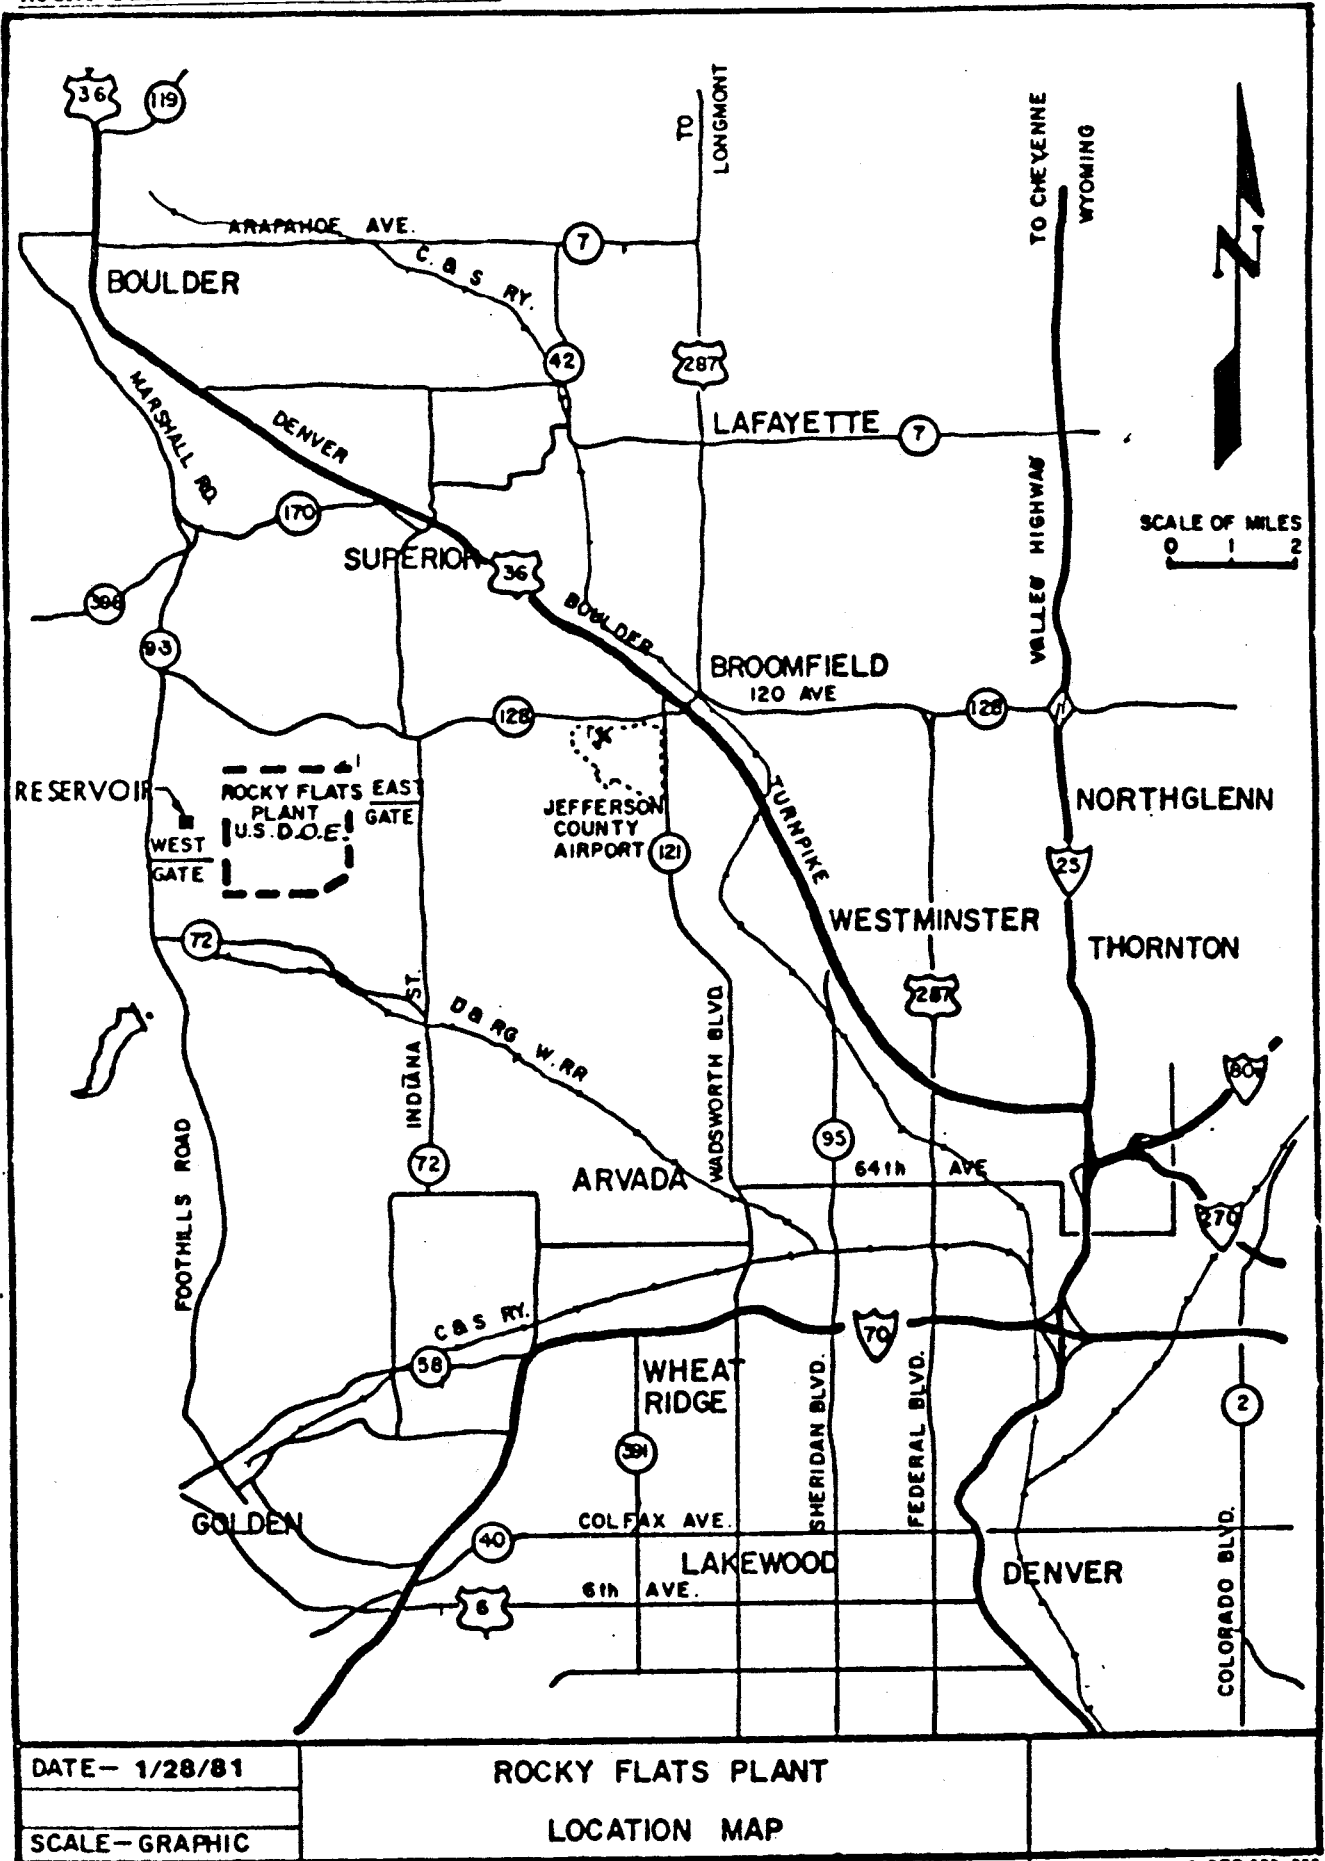 36
119
TO
LONGMONT
TO CHEYENNE
WYOMING
ARAPAHOE AVE.
7
C. & S RY.
N
BOULDER
42
287
MARSHALL RD.
DENVER
LAFAYETTE
7
170
SCALE OF MILES
0 1 2
SUPERIOR
36
VALLEY HIGHWAY
93
BOULDER
BROOMFIELD
120 AVE
128
128
RESERVOIR
ROCKY FLATS
PLANT
U.S. D.O.E.
EAST
GATE
WEST
GATE
JEFFERSON
COUNTY
AIRPORT
121
TURNPIKE
NORTHGLENN
25
WESTMINSTER
THORNTON
72
287
INDIANA ST.
D & RG W. RR
WADSWORTH BLVD.
80
FOOTHILLS ROAD
72
ARVADA
95
64th AVE
270
C & S RY.
58
70
WHEAT
RIDGE
391
SHERIDAN BLVD.
FEDERAL BLVD.
2
GOLDEN
40
COLFAX AVE.
LAKEWOOD
DENVER
6
6th AVE.
COLORADO BLVD.
DATE- 1/28/81
SCALE-GRAPHIC
ROCKY FLATS PLANT
LOCATION MAP